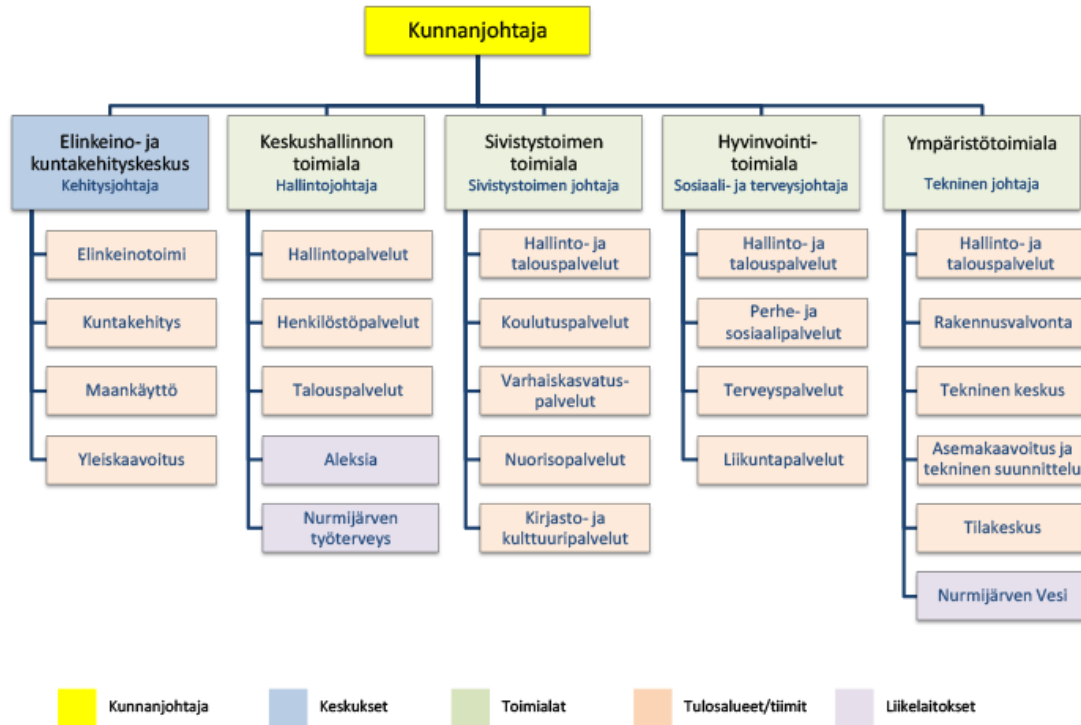 Kunnanjohtaja
Elinkeino- ja
kuntakehityskeskus
Kehitysjohtaja
Elinkeinotoimi
Kuntakehitys
Maankäyttö
Yleiskaavoitus
Keskushallinnon
toimiala
Hallintojohtaja
Hallintopalvelut
Henkilöstöpalvelut
Talouspalvelut
Aleksia
Nurmijärven
työterveys
Sivistystoimen
toimiala
Sivistystoimen johtaja
Hallinto- ja
talouspalvelut
Koulutuspalvelut
Varhaiskasvatus-
palvelut
Nuorisopalvelut
Kirjasto- ja
kulttuuripalvelut
Hyvinvointi-
toimiala
Sosiaali- ja terveysjohtaja
Hallinto- ja
talouspalvelut
Perhe- ja
sosiaalipalvelut
Terveyspalvelut
Liikuntapalvelut
Ympäristötoimiala
Tekninen johtaja
Hallinto- ja
talouspalvelut
Rakennusvalvonta
Tekninen keskus
Asemakaavoitus ja
tekninen suunnittelu
Tilakeskus
Nurmijärven Vesi
Kunnanjohtaja
Keskukset
Toimialat
Tulosalueet/tiimit
Liikelaitokset